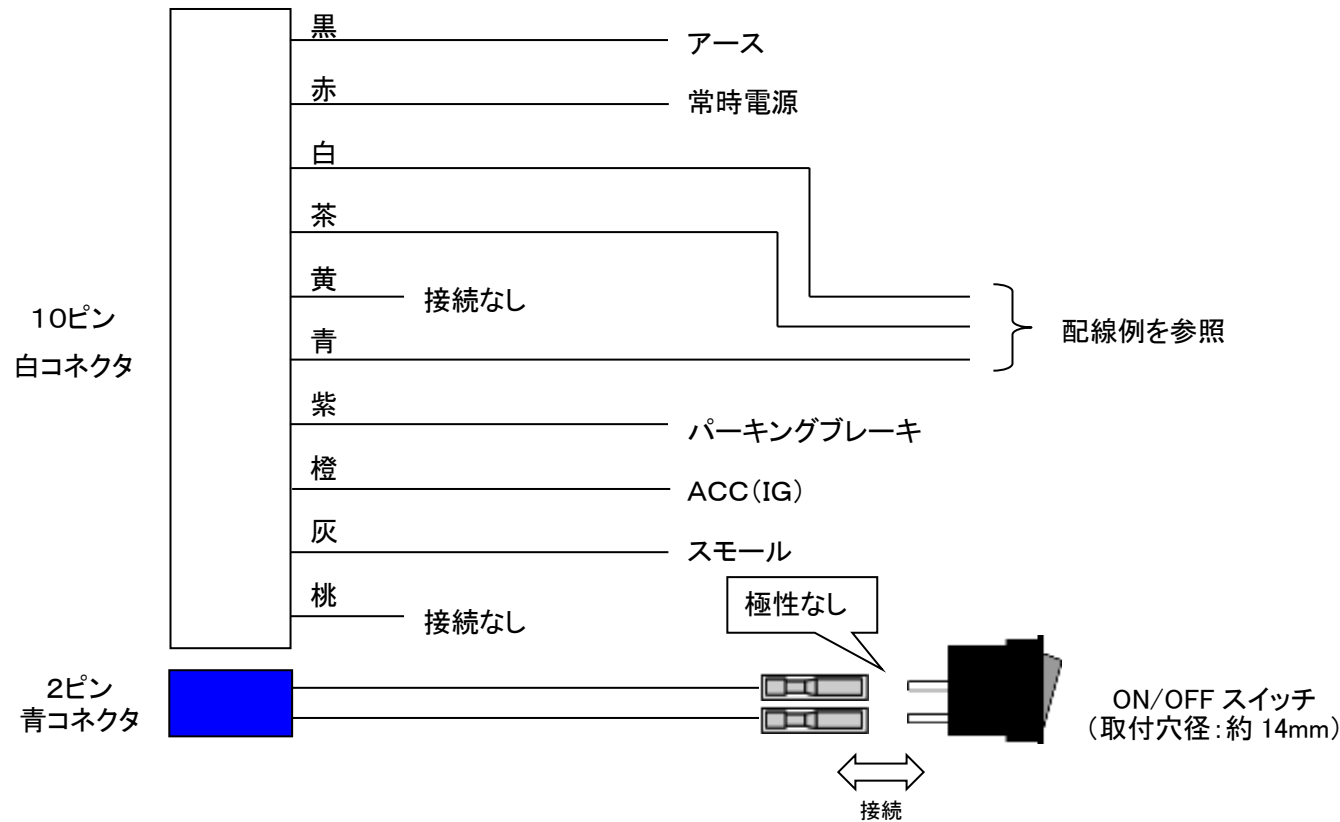 黒
アース
赤
常時電源
白
茶
黄
接続なし
10ピン
白コネクタ
青
配線例を参照
紫
パーキングブレーキ
橙
ACC(IG)
灰
スモール
桃
接続なし
極性なし
2ピン
青コネクタ
ON/OFF スイッチ
(取付穴径:約 14mm)
接続